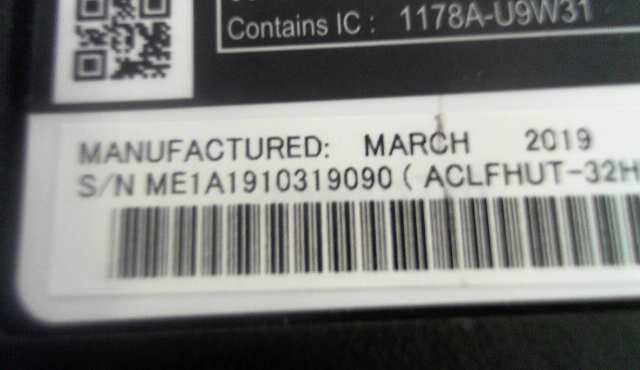 Contains IC : 1178A-U9W31
MANUFACTURED: MARCH 2019
S/N ME1A1910319090 ( ACLFHUT-32H